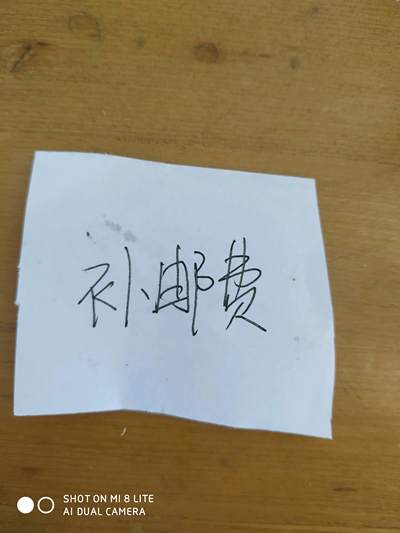 补邮费
SHOT ON MI 8 LITE
AI DUAL CAMERA